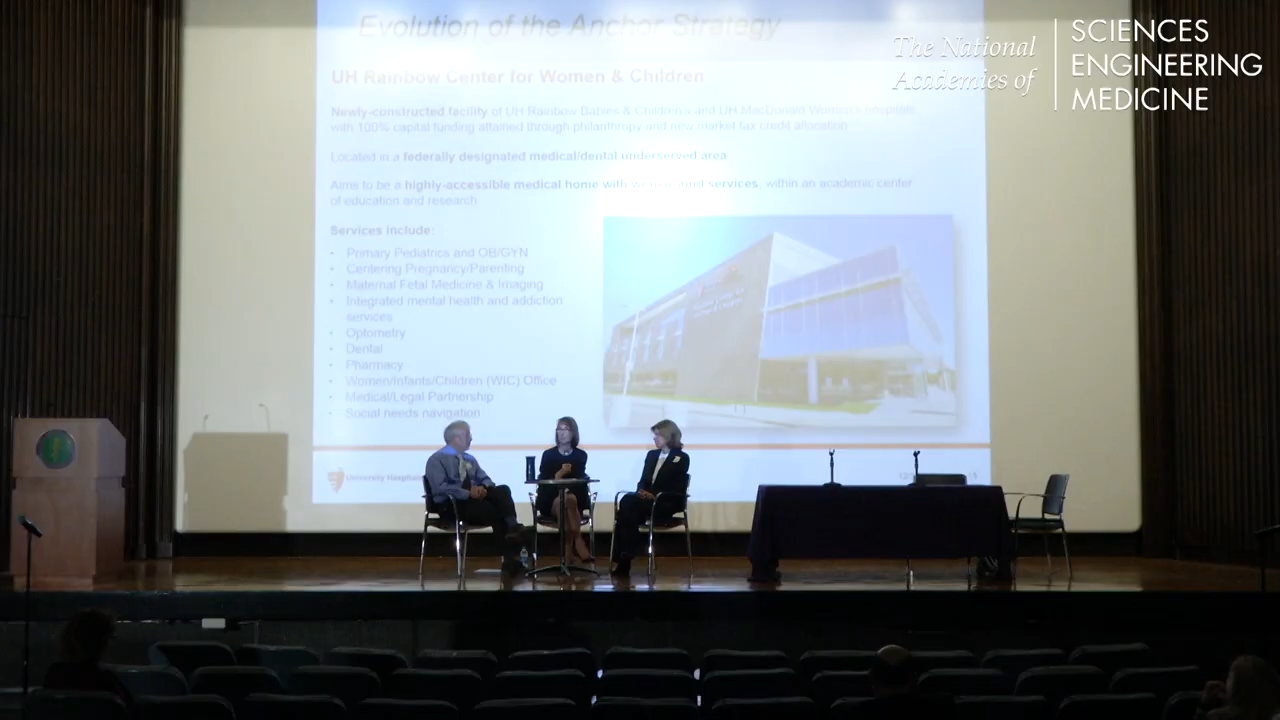 Evolution of the Anchor Strategy
The National
Academies of
SCIENCES
ENGINEERING
MEDICINE
UH Rainbow Center for Women & Children
Newly-constructed facility of UH Rainbow Babies & Children's and UH MacDonald Women's hospitals
with 100% capital funding attained through philanthropy and new market tax credit allocation
Located in a federally designated medical/dental underserved area
Aims to be a highly-accessible medical home with services, within an academic center
of education and research
Services include:
• Primary Pediatrics and OB/GYN
• Centering Pregnancy/Parenting
• Maternal Fetal Medicine & Imaging
• Integrated mental health and addiction
services
• Optometry
• Dental
• Pharmacy
• Women/Infants/Children (WIC) Office
• Medical/Legal Partnership
• Social needs navigation
University Hospitals